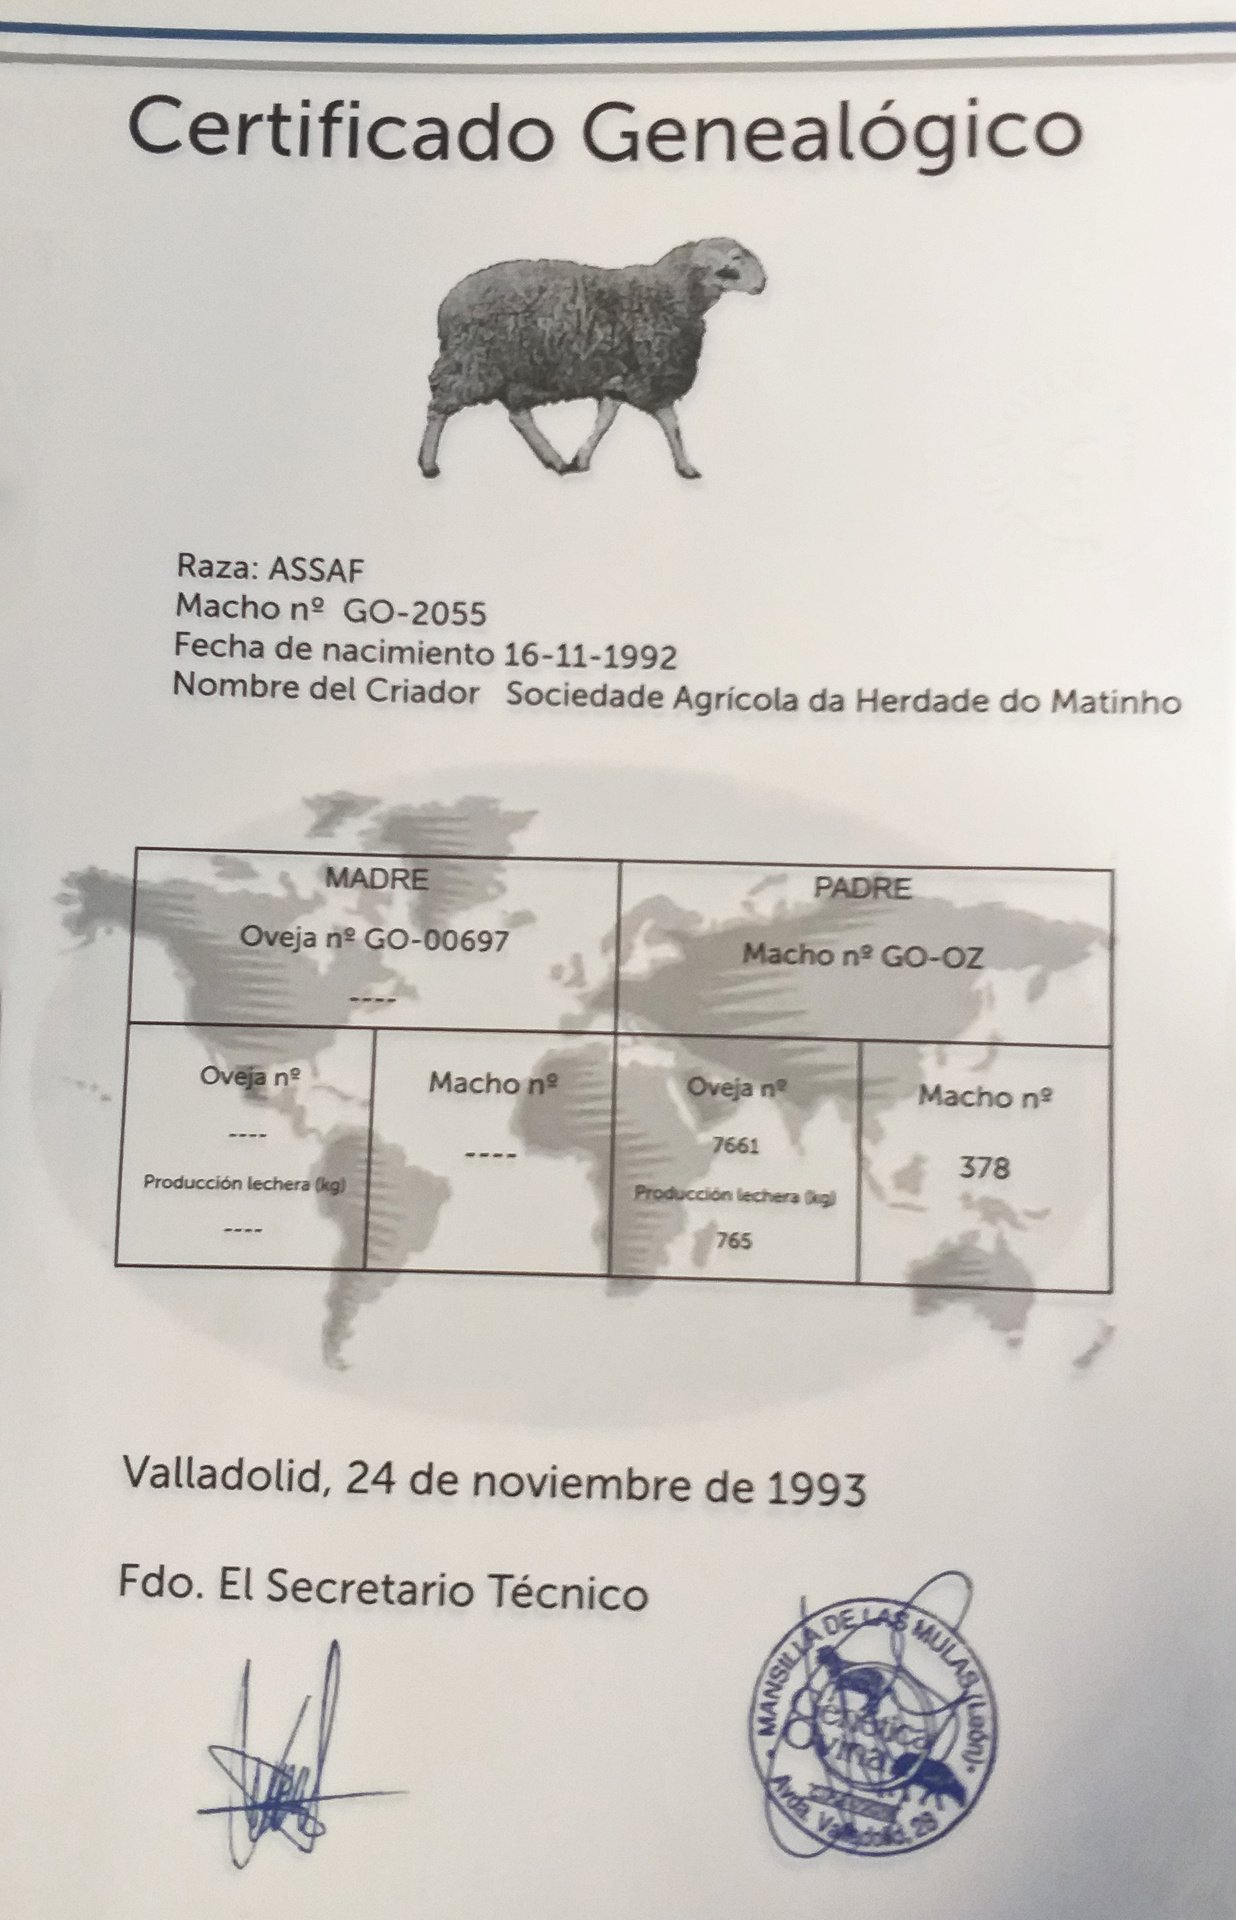 Certificado Genealógico
Raza: ASSAF
Macho nº GO-2055
Fecha de nacimiento 16-11-1992
Nombre del Criador Sociedade Agrícola da Herdade do Matinho
MADRE
Oveja nº GO-00697
----
PADRE
Macho nº GO-OZ
Oveja nº
----
Producción lechera (kg)
----
Macho nº
----
Oveja nº
7661
Producción lechera (kg)
765
Macho nº
378
Valladolid, 24 de noviembre de 1993
Fdo. El Secretario Técnico
MANSILLA DE LAS MULAS (León)
Ovina
Avda. Valladolid, 28